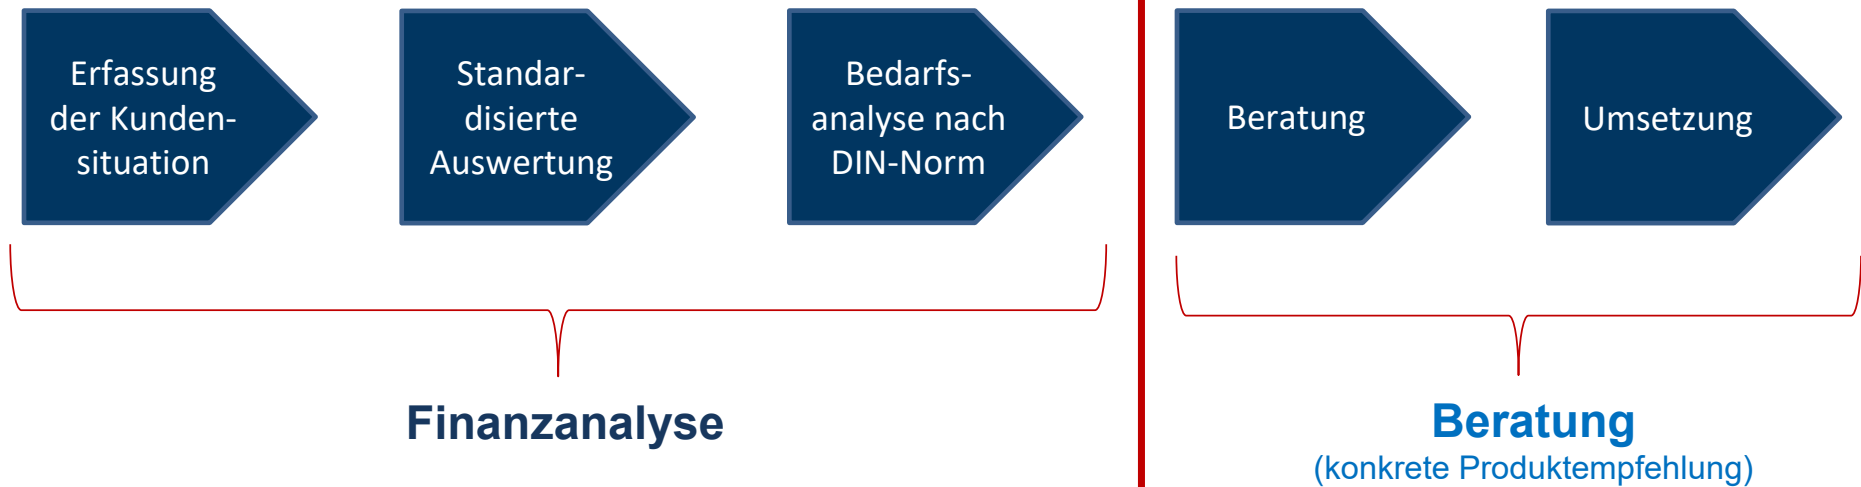 Erfassung
der Kunden-
situation
Standar-
disierte
Auswertung
Bedarfs-
analyse nach
DIN-Norm
Beratung
Umsetzung
Finanzanalyse
Beratung
(konkrete Produktempfehlung)